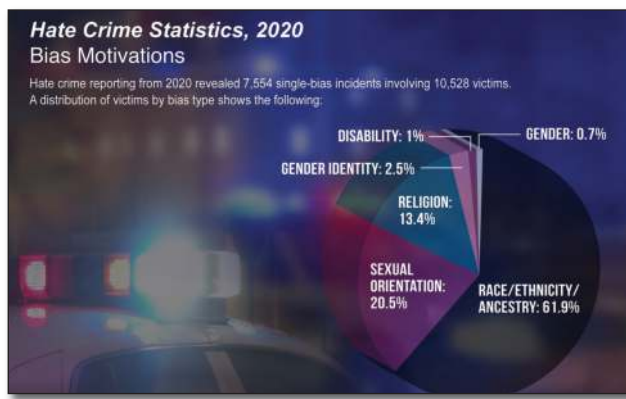 Hate Crime Statistics, 2020
Bias Motivations
Hate crime reporting from 2020 revealed 7,554 single-bias incidents involving 10,528 victims.
A distribution of victims by bias type shows the following:
DISABILITY: 1%
GENDER: 0.7%
GENDER IDENTITY: 2.5%
RELIGION:
13.4%
SEXUAL
ORIENTATION:
20.5%
RACE/ETHNICITY/
ANCESTRY: 61.9%